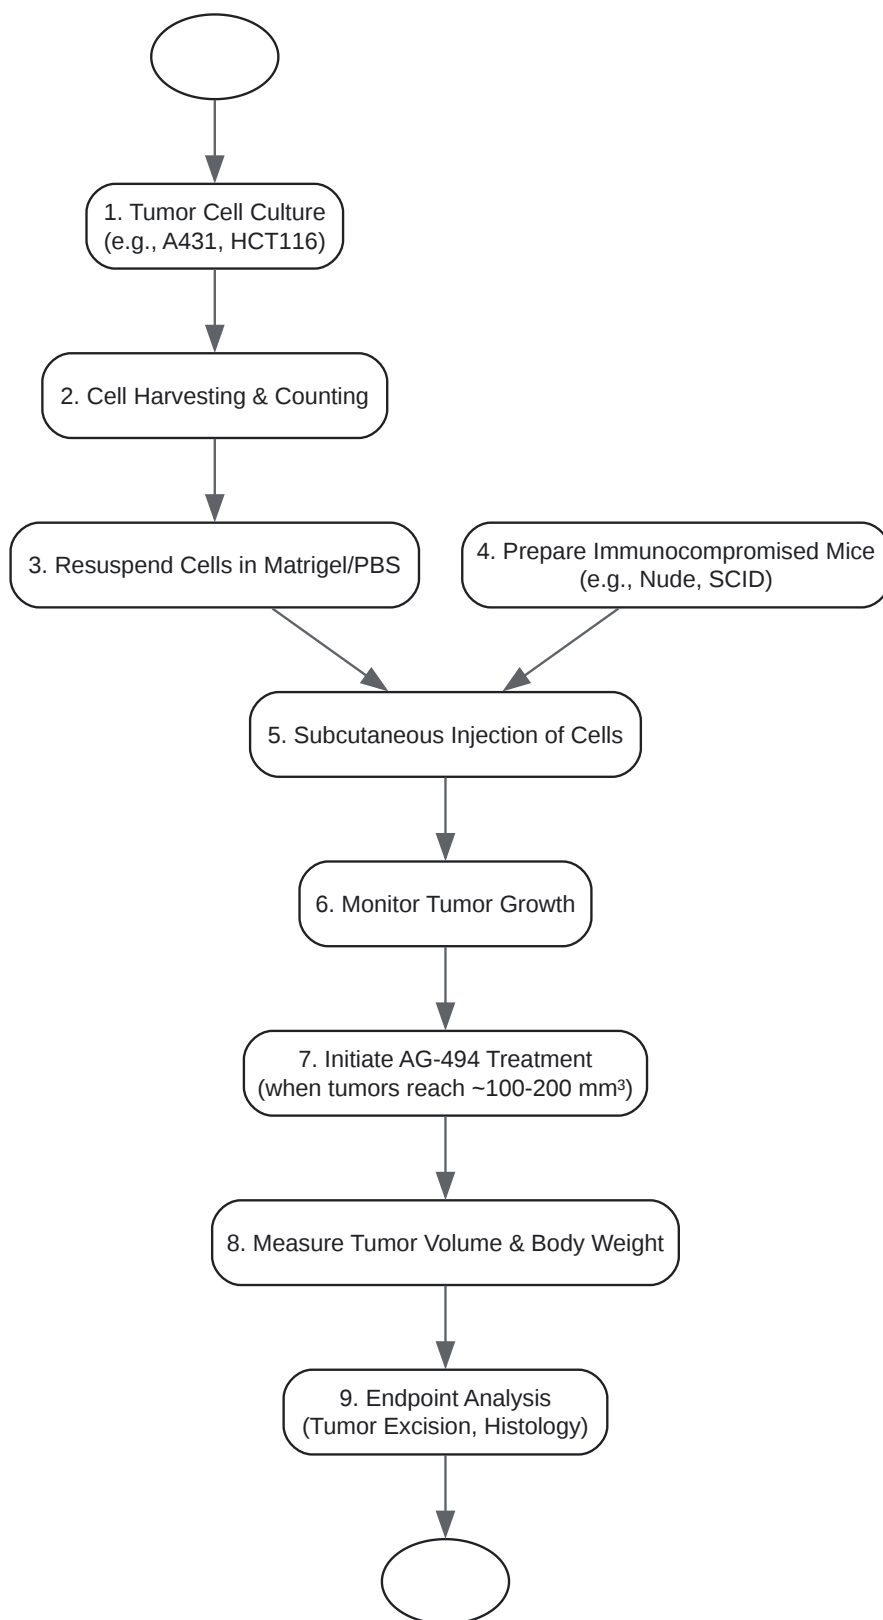 1. Tumor Cell Culture
(e.g., A431, HCT116)
2. Cell Harvesting & Counting
3. Resuspend Cells in Matrigel/PBS
4. Prepare Immunocompromised Mice
(e.g., Nude, SCID)
5. Subcutaneous Injection of Cells
6. Monitor Tumor Growth
7. Initiate AG-494 Treatment
(when tumors reach ~100-200 mm³)
8. Measure Tumor Volume & Body Weight
9. Endpoint Analysis
(Tumor Excision, Histology)